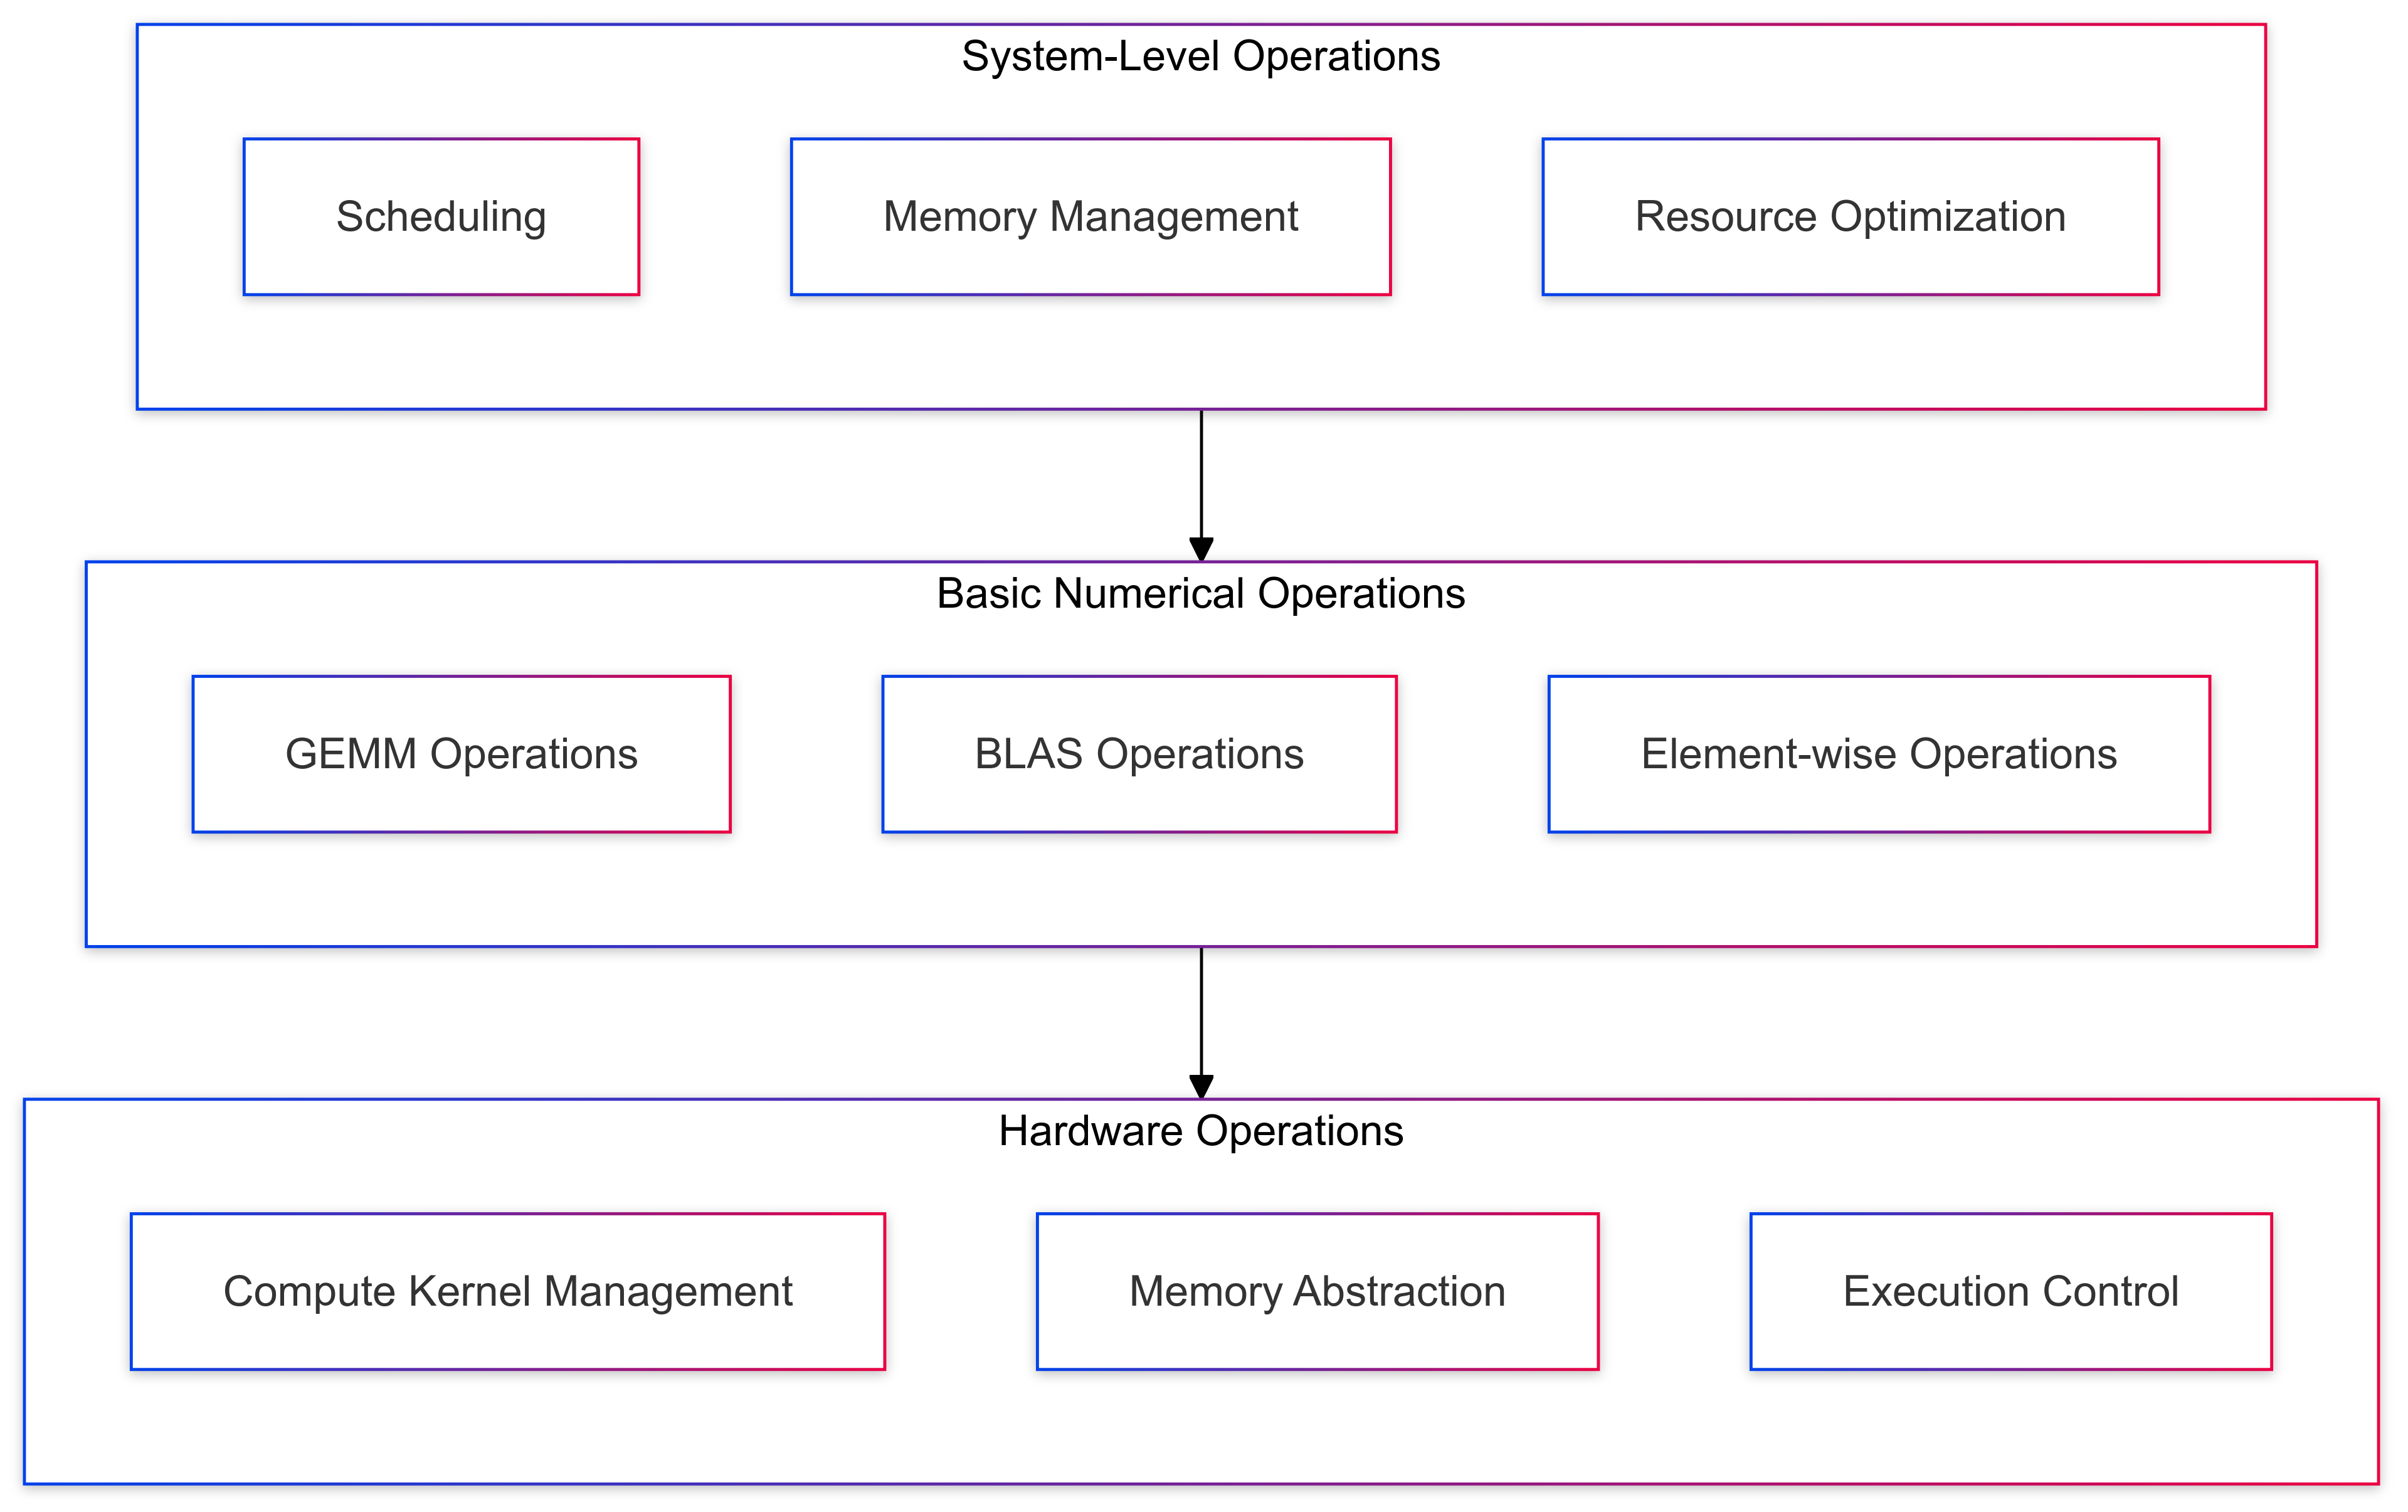 System-Level Operations
Scheduling
Memory Management
Resource Optimization
Basic Numerical Operations
GEMM Operations
BLAS Operations
Element-wise Operations
Hardware Operations
Compute Kernel Management
Memory Abstraction
Execution Control